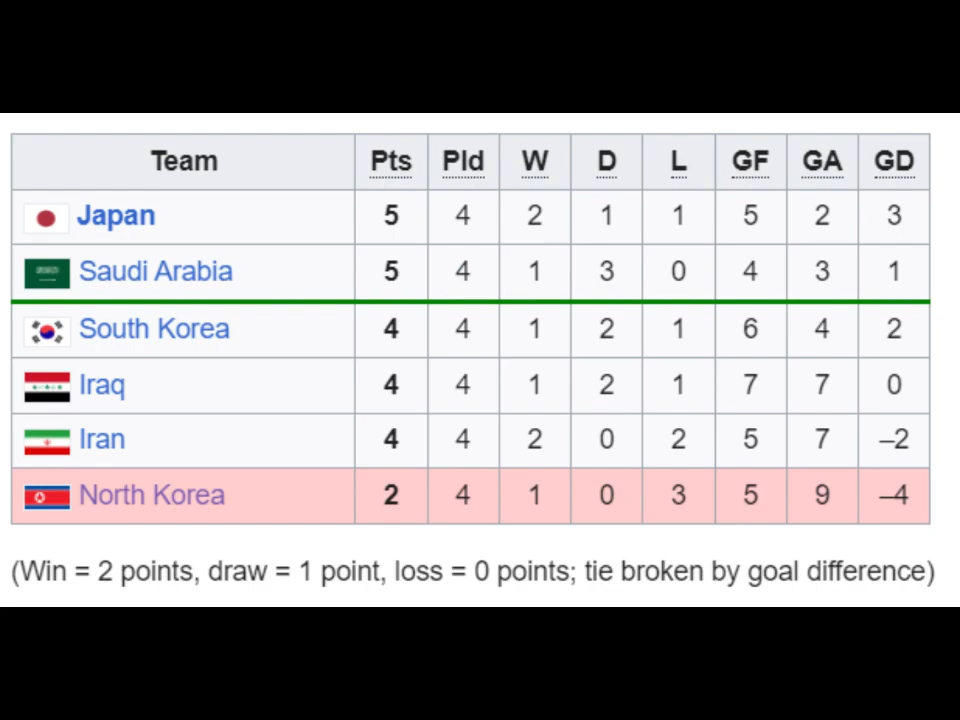 Team Pts Pld W D L GF GA GD
Japan 5 4 2 1 1 5 2 3
Saudi Arabia 5 4 1 3 0 4 3 1
South Korea 4 4 1 2 1 6 4 2
Iraq 4 4 1 2 1 7 7 0
Iran 4 4 2 0 2 5 7 –2
North Korea 2 4 1 0 3 5 9 –4
(Win = 2 points, draw = 1 point, loss = 0 points; tie broken by goal difference)